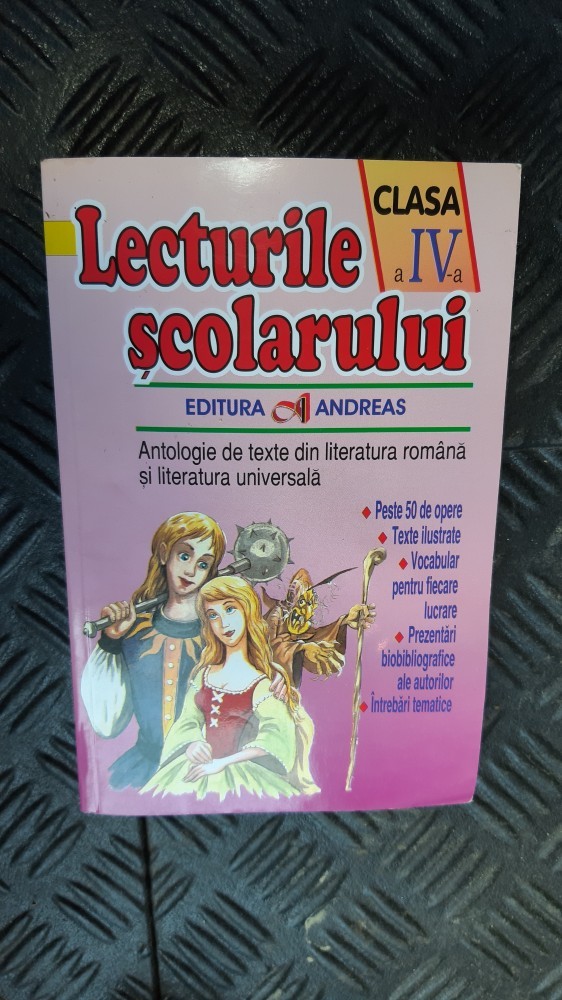 CLASA
a IV-a
Lecturile
școlarului
EDITURA A ANDREAS
Antologie de texte din literatura română
și literatura universală
♦ Peste 50 de opere
♦ Texte ilustrate
♦ Vocabular
pentru fiecare
lucrare
♦ Prezentări
biobibliografice
ale autorilor
♦ Întrebări tematice